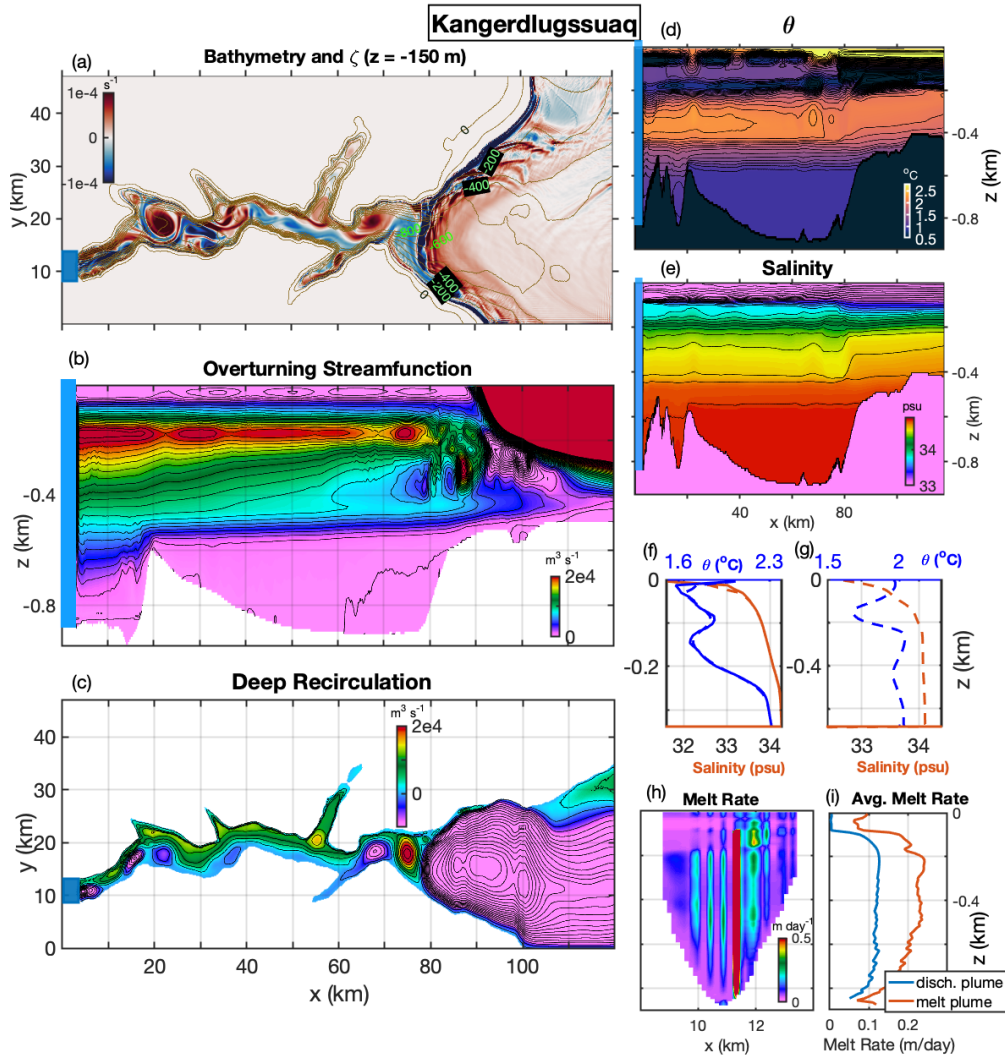 Kangerdlugssuaq
(a)
Bathymetry and ζ (z = -150 m)
1e-4 s⁻¹
0
-1e-4
0
-200
-400
-600
-800
-400
-200
0
40
30
20
10
y (km)
(b)
Overturning Streamfunction
-0.4
-0.8
z (km)
m³ s⁻¹
2e4
0
(c)
Deep Recirculation
m³ s⁻¹
2e4
0
40
30
20
10
0
y (km)
20 40 60 80 100
x (km)
(d)
θ
-0.4
-0.8
z (km)
°C
2.5
2
1.5
1
0.5
(e)
Salinity
-0.4
-0.8
z (km)
psu
34
33
40 80
x (km)
(f)
1.6 2.3
θ (°C)
0
-0.2
32 33 34
Salinity (psu)
(g)
1.5 2
θ (°C)
0
-0.4
z (km)
33 34
Salinity (psu)
(h)
Melt Rate
m day⁻¹
0.5
0
10 12
x (km)
(i)
Avg. Melt Rate
0
-0.4
z (km)
disch. plume
melt plume
0 0.1 0.2
Melt Rate (m/day)